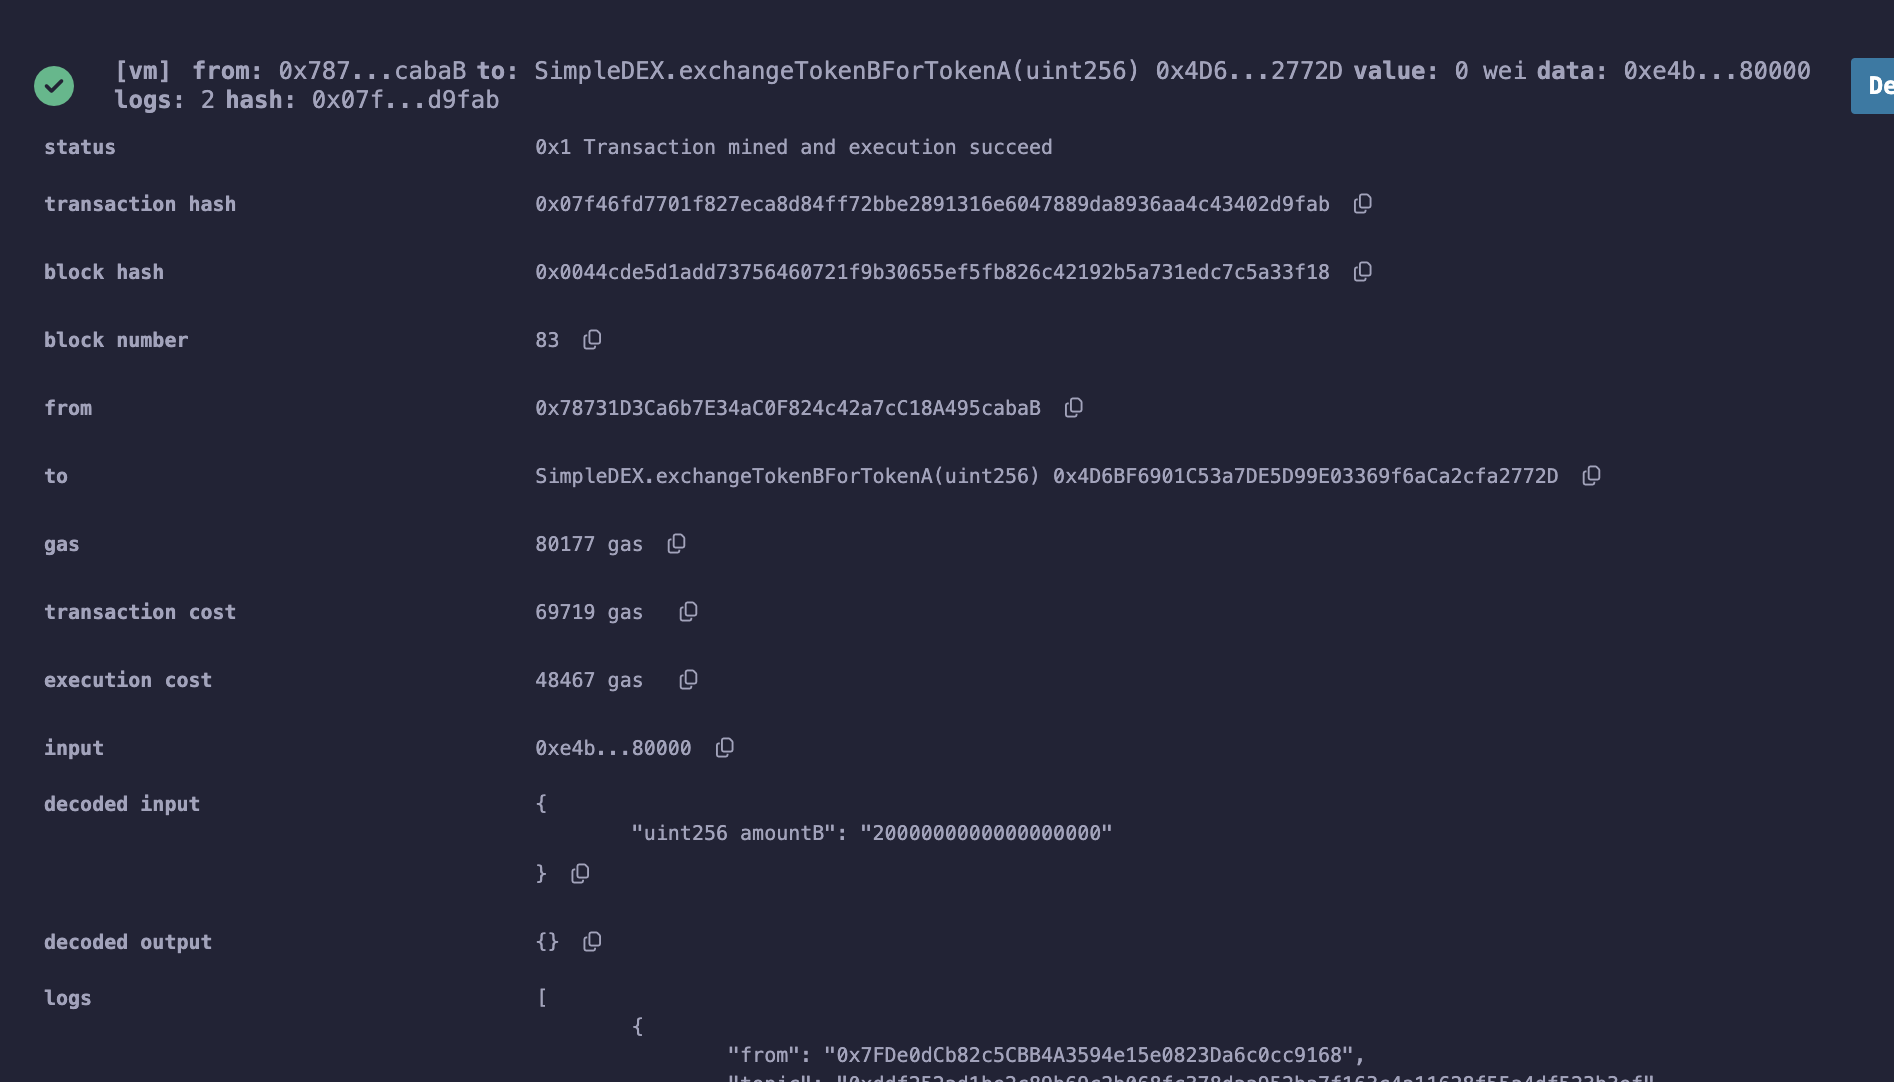 [vm] from: 0x787...cabaB to: SimpleDEX.exchangeTokenBForTokenA(uint256) 0x4D6...2772D value: 0 wei data: 0xe4b...80000
logs: 2 hash: 0x07f...d9fab
De
status 0x1 Transaction mined and execution succeed
transaction hash 0x07f46fd7701f827eca8d84ff72bbe2891316e6047889da8936aa4c43402d9fab
block hash 0x0044cde5d1add73756460721f9b30655ef5fb826c42192b5a731edc7c5a33f18
block number 83
from 0x78731D3Ca6b7E34aC0F824c42a7cC18A495cabaB
to SimpleDEX.exchangeTokenBForTokenA(uint256) 0x4D6BF6901C53a7DE5D99E03369f6aCa2cfa2772D
gas 80177 gas
transaction cost 69719 gas
execution cost 48467 gas
input 0xe4b...80000
decoded input {
"uint256 amountB": "2000000000000000000"
}
decoded output {}
logs [
{
"from": "0x7FDe0dCb82c5CBB4A3594e15e0823Da6c0cc9168",
"topic": "0xddf252ad1be2c89b69c2b068fc378daa952ba7f163c4a11628f55a4df523b3ef"